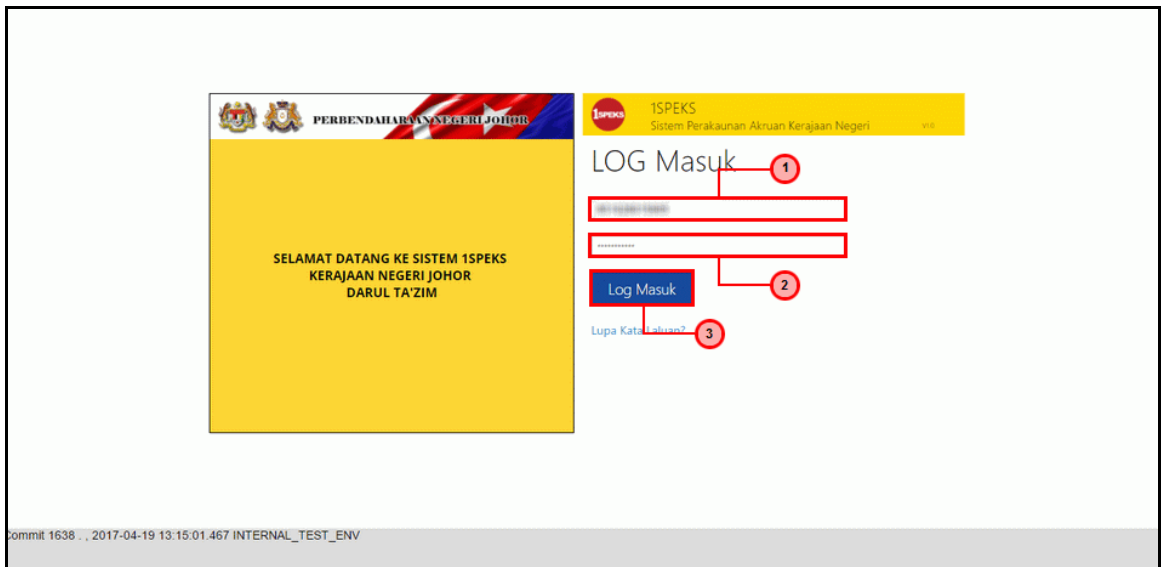 PERBENDAHARAAN NEGERI JOHOR
SELAMAT DATANG KE SISTEM 1SPEKS
KERAJAAN NEGERI JOHOR
DARUL TA'ZIM
1SPEKS
1SPEKS
Sistem Perakaunan Akruan Kerajaan Negeri
LOG Masuk
1
2
Log Masuk
Lupa Kata Laluan?
3
Commit 1638 . , 2017-04-19 13:15:01.467 INTERNAL_TEST_ENV